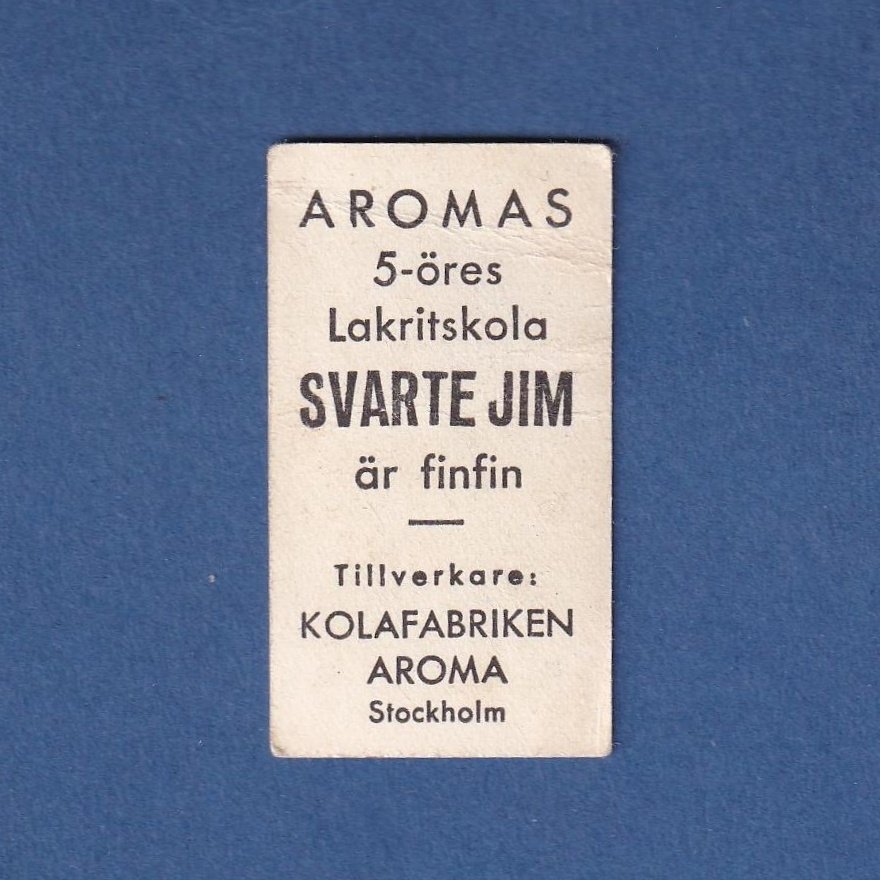 AROMAS
5-öres
Lakritskola
SVARTE JIM
är finfin
Tillverkare:
KOLAFABRIKEN
AROMA
Stockholm